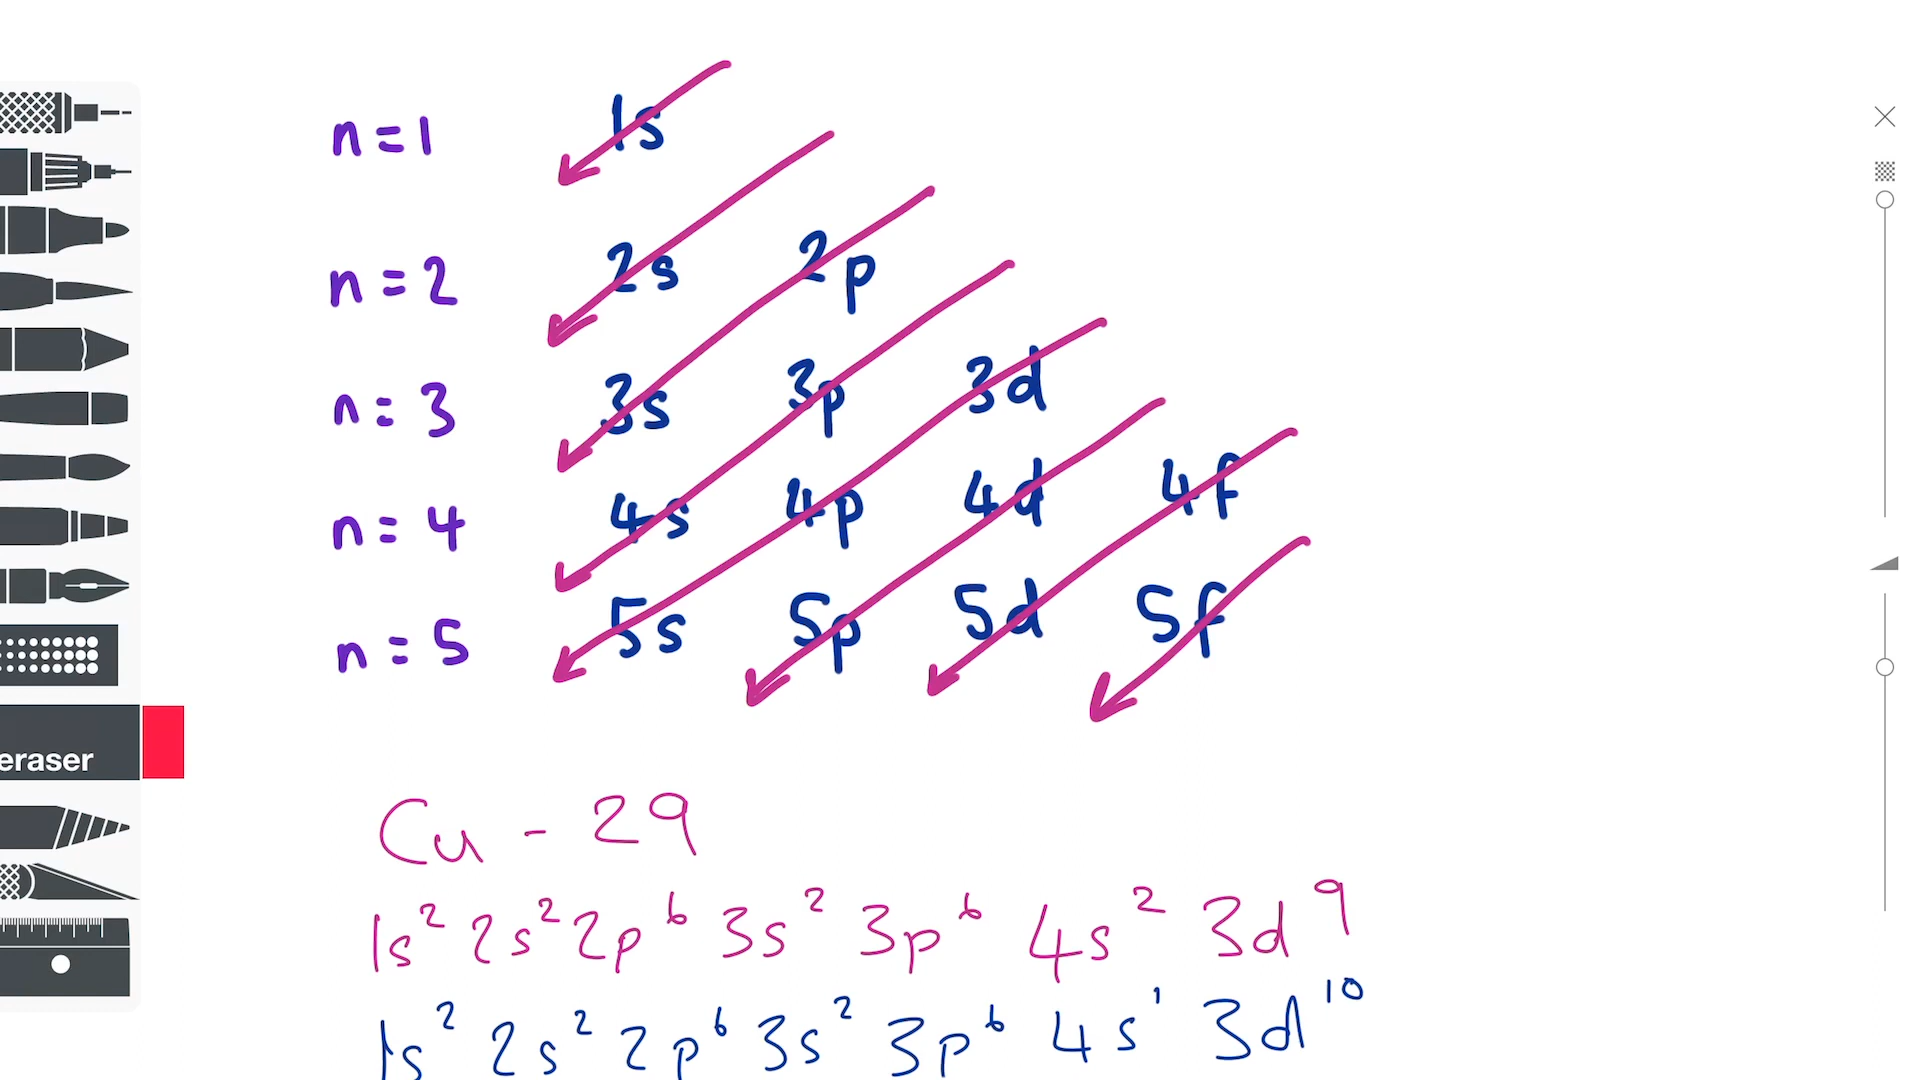 n = 1 1s
n = 2 2s 2p
n = 3 3s 3p 3d
n = 4 4s 4p 4d 4f
n = 5 5s 5p 5d 5f
eraser
Cu - 29
1s² 2s² 2p⁶ 3s² 3p⁶ 4s² 3d⁹
1s² 2s² 2p⁶ 3s² 3p⁶ 4s¹ 3d¹⁰